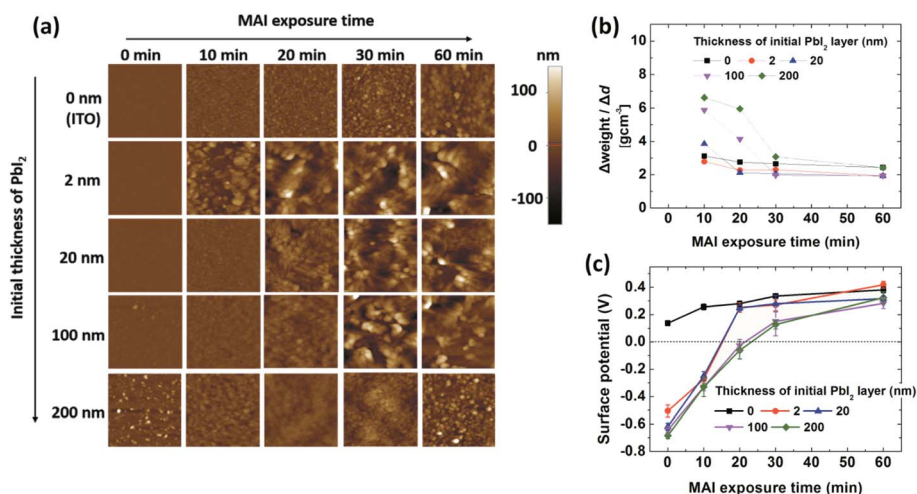 (a)
MAI exposure time
0 min 10 min 20 min 30 min 60 min
nm
100
0
-100
Initial thickness of PbI₂
0 nm
(ITO)
2 nm
20 nm
100 nm
200 nm
(b)
Thickness of initial PbI₂ layer (nm)
0 2 20
100 200
Δweight / Δd
[gcm⁻³]
10
8
6
4
2
0
0 10 20 30 40 50 60
MAI exposure time (min)
(c)
Surface potential (V)
0.4
0.2
0.0
-0.2
-0.4
-0.6
-0.8
Thickness of initial PbI₂ layer (nm)
0 2 20
100 200
0 10 20 30 40 50 60
MAI exposure time (min)